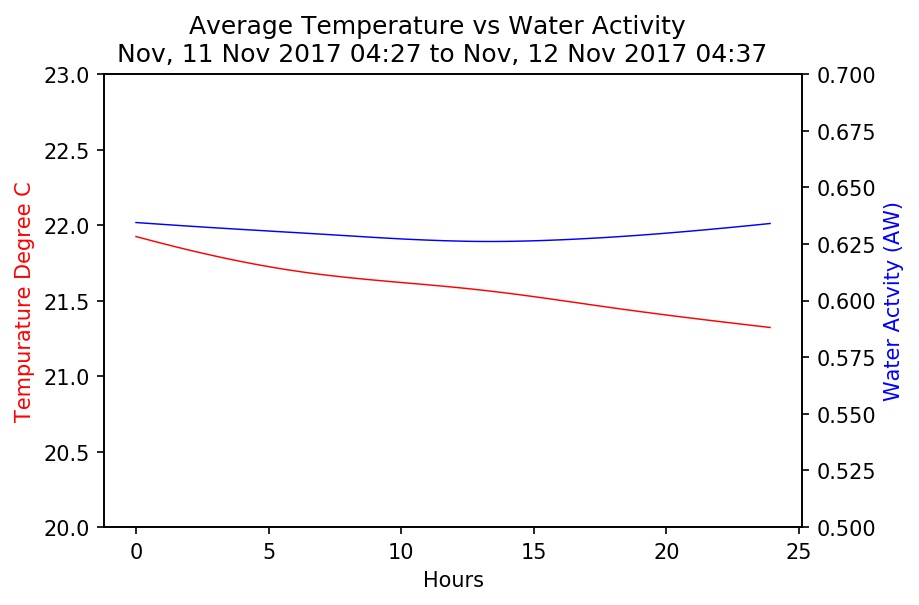 Average Temperature vs Water Activity
Nov, 11 Nov 2017 04:27 to Nov, 12 Nov 2017 04:37
23.0
22.5
22.0
21.5
21.0
20.5
20.0
Tempurature Degree C
0.700
0.675
0.650
0.625
0.600
0.575
0.550
0.525
0.500
Water Actvity (AW)
0 5 10 15 20 25
Hours